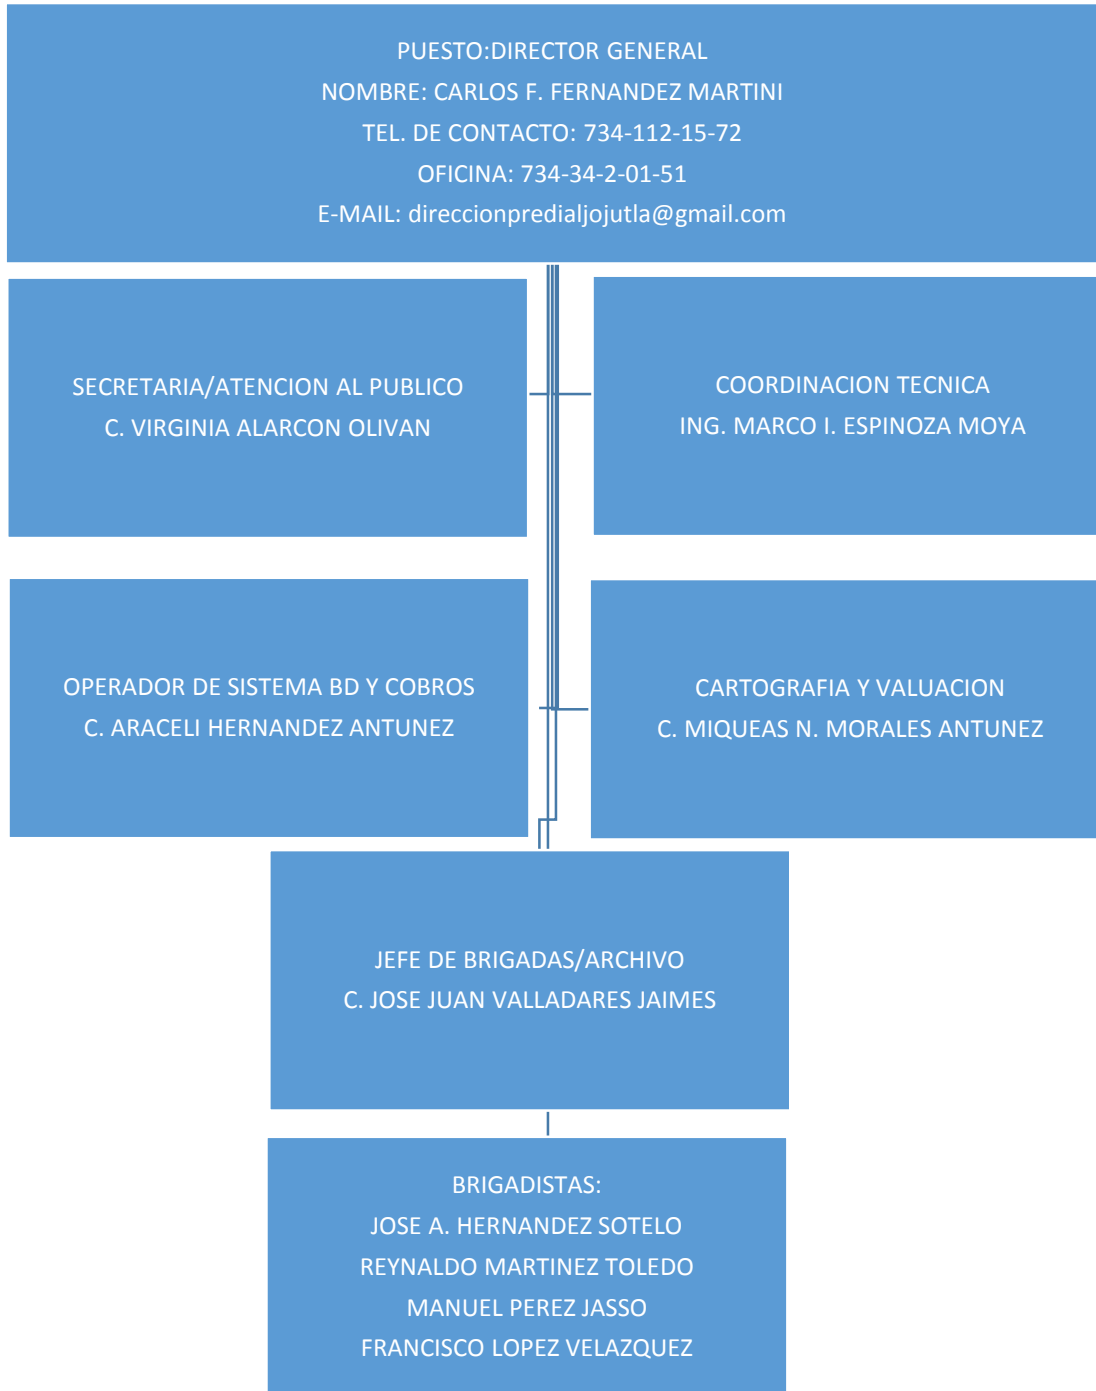 PUESTO:DIRECTOR GENERAL
NOMBRE: CARLOS F. FERNANDEZ MARTINI
TEL. DE CONTACTO: 734-112-15-72
OFICINA: 734-34-2-01-51
E-MAIL: direccionpredialjojutla@gmail.com
SECRETARIA/ATENCION AL PUBLICO
C. VIRGINIA ALARCON OLIVAN
COORDINACION TECNICA
ING. MARCO I. ESPINOZA MOYA
OPERADOR DE SISTEMA BD Y COBROS
C. ARACELI HERNANDEZ ANTUNEZ
CARTOGRAFIA Y VALUACION
C. MIQUEAS N. MORALES ANTUNEZ
JEFE DE BRIGADAS/ARCHIVO
C. JOSE JUAN VALLADARES JAIMES
BRIGADISTAS:
JOSE A. HERNANDEZ SOTELO
REYNALDO MARTINEZ TOLEDO
MANUEL PEREZ JASSO
FRANCISCO LOPEZ VELAZQUEZ